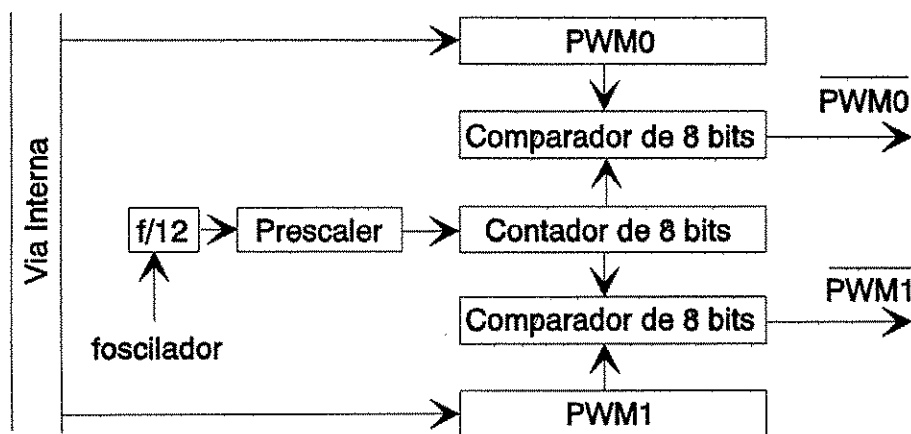 Via Interna
PWM0
PWM0
Comparador de 8 bits
f/12
Prescaler
Contador de 8 bits
PWM1
Comparador de 8 bits
foscilador
PWM1